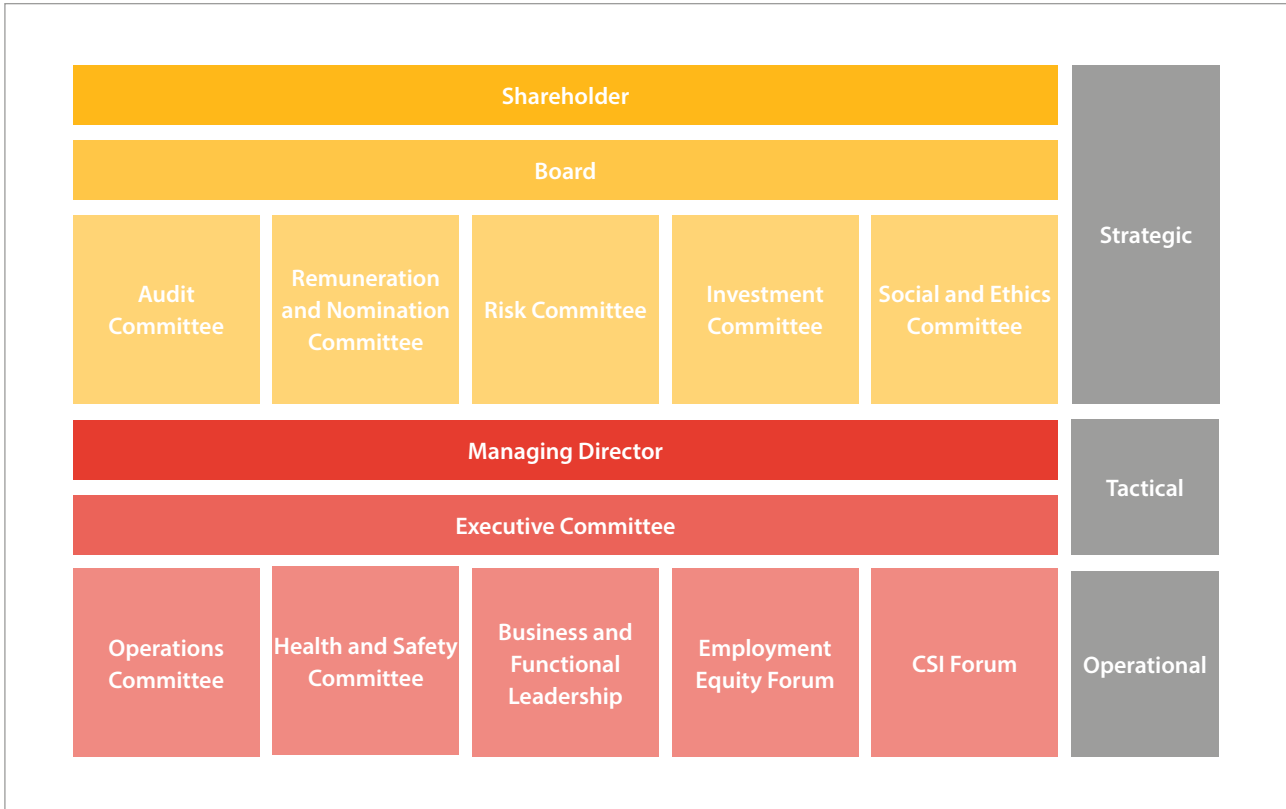 Shareholder
Board
Strategic
Audit
Committee
Remuneration
and Nomination
Committee
Risk Committee
Investment
Committee
Social and Ethics
Committee
Managing Director
Tactical
Executive Committee
Operations
Committee
Health and Safety
Committee
Business and
Functional
Leadership
Employment
Equity Forum
CSI Forum
Operational